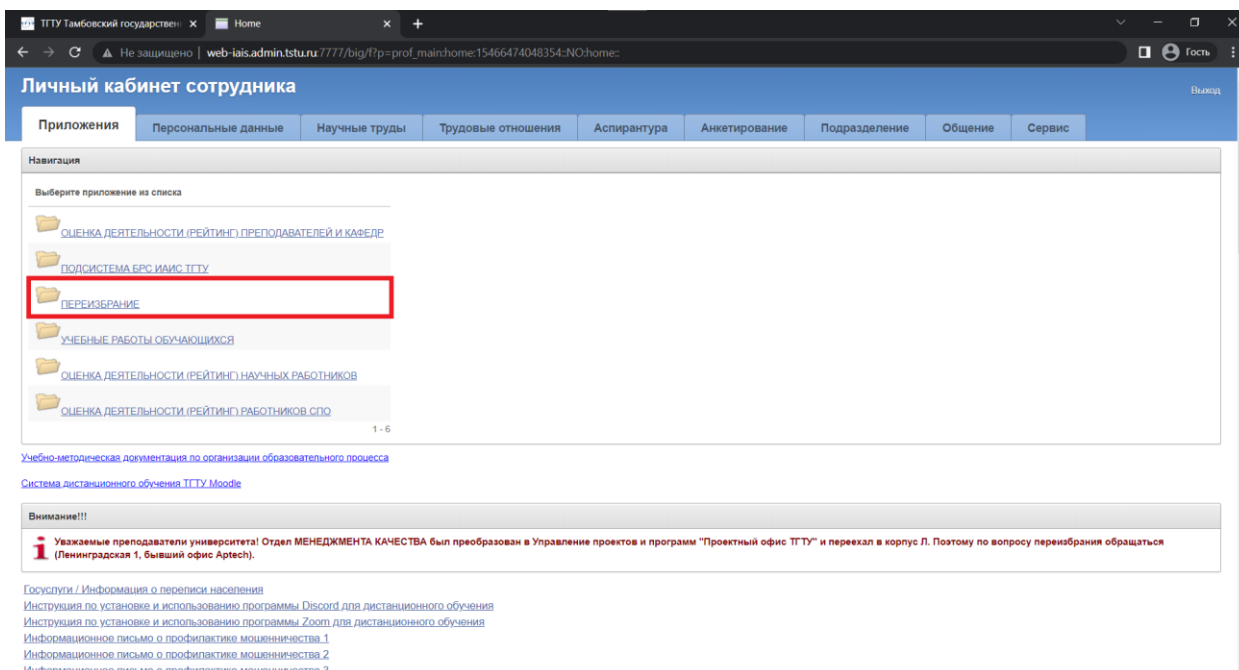 ТГТУ Тамбовский государствен
Home
Не защищено | web-iais.admin.tstu.ru:7777/big/f?p=prof_main:home:15466474048354::NO:home::
Гость
Личный кабинет сотрудника
Выход
Приложения
Персональные данные
Научные труды
Трудовые отношения
Аспирантура
Анкетирование
Подразделение
Общение
Сервис
Навигация
Выберите приложение из списка
ОЦЕНКА ДЕЯТЕЛЬНОСТИ (РЕЙТИНГ) ПРЕПОДАВАТЕЛЕЙ И КАФЕДР
ПОДСИСТЕМА БРС ИАИС ТГТУ
ПЕРЕИЗБРАНИЕ
УЧЕБНЫЕ РАБОТЫ ОБУЧАЮЩИХСЯ
ОЦЕНКА ДЕЯТЕЛЬНОСТИ (РЕЙТИНГ) НАУЧНЫХ РАБОТНИКОВ
ОЦЕНКА ДЕЯТЕЛЬНОСТИ (РЕЙТИНГ) РАБОТНИКОВ СПО
1 - 6
Учебно-методическая документация по организации образовательного процесса
Система дистанционного обучения ТГТУ Moodle
Внимание!!!
Уважаемые преподаватели университета! Отдел МЕНЕДЖМЕНТА КАЧЕСТВА был преобразован в Управление проектов и программ "Проектный офис ТГТУ" и переехал в корпус Л. Поэтому по вопросу переизбрания обращаться
(Ленинградская 1, бывший офис Aptech).
Госуслуги / Информация о переписи населения
Инструкция по установке и использованию программы Discord для дистанционного обучения
Инструкция по установке и использованию программы Zoom для дистанционного обучения
Информационное письмо о профилактике мошенничества 1
Информационное письмо о профилактике мошенничества 2
Информационное письмо о профилактике мошенничества 3